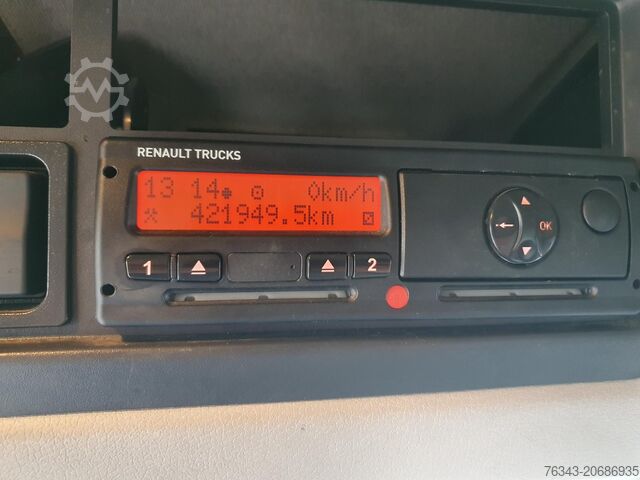 RENAULT TRUCKS
13 14 0km/h
421949.5km
1 2
OK
76343-20686935